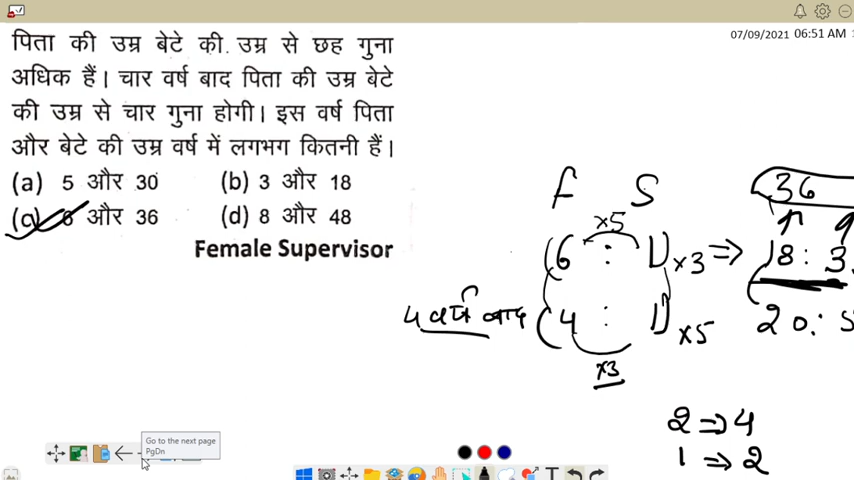 07/09/2021 06:51 AM
पिता की उम्र बेटे की उम्र से छह गुना
अधिक हैं। चार वर्ष बाद पिता की उम्र बेटे
की उम्र से चार गुना होगी। इस वर्ष पिता
और बेटे की उम्र वर्ष में लगभग कितनी हैं।
(a) 5 और 30 (b) 3 और 18
(c) 6 और 36 (d) 8 और 48
Female Supervisor
F S
36
×5
6 : 1 ×3 ⇒ 18 : 3
4 वर्ष बाद 4 : 1 ×5 20 : 5
×3
2 ⇒ 4
1 ⇒ 2
Go to the next page
PgDn